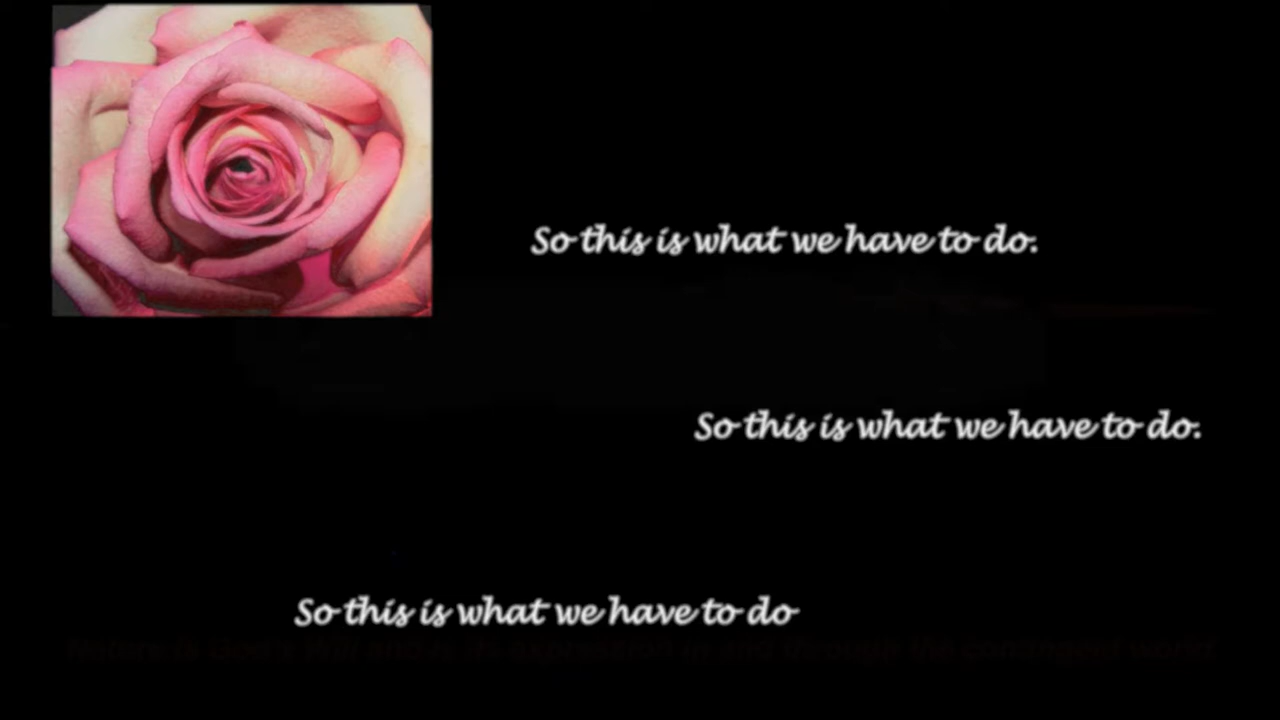 So this is what we have to do.
So this is what we have to do.
So this is what we have to do